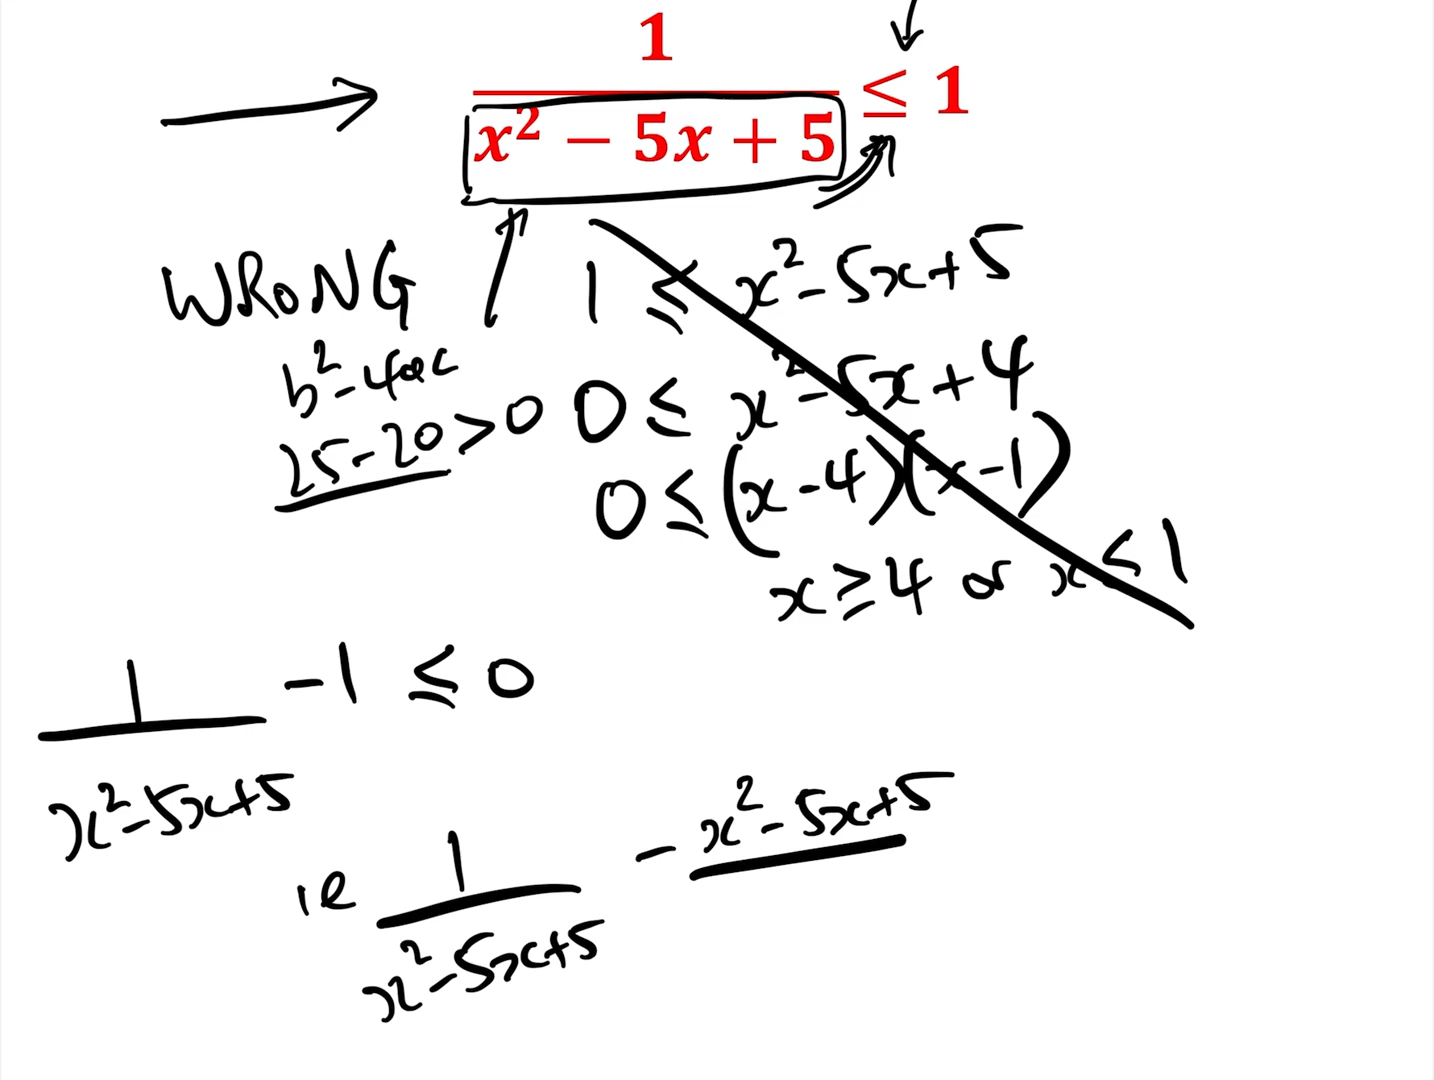 1
x² − 5x + 5 ≤ 1
WRONG
1 ≤ x² - 5x + 5
b² - 4ac
0 ≤ x² - 5x + 4
25 - 20 > 0
0 ≤ (x - 4)(x - 1)
x ≥ 4 or x ≤ 1
1 - 1 ≤ 0
x² - 5x + 5
ie 1 - x² - 5x + 5
x² - 5x + 5